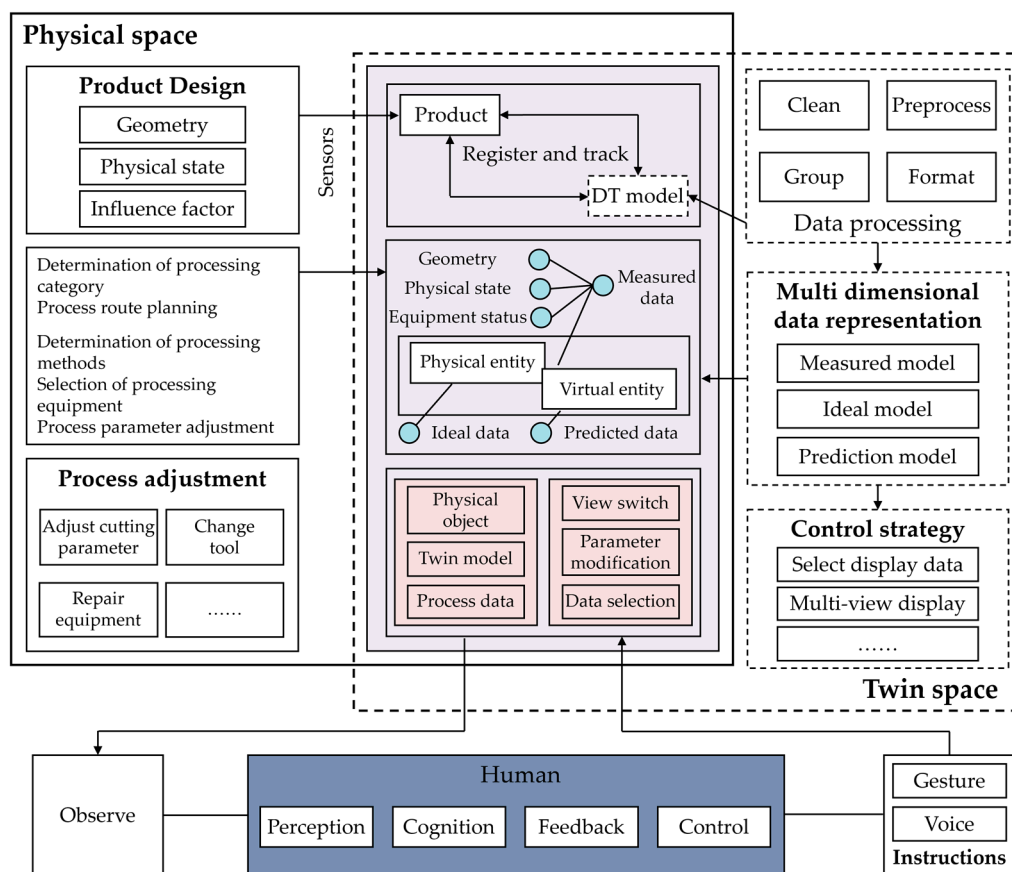 Physical space
Product Design
Geometry
Physical state
Influence factor
Sensors
Determination of processing
category
Process route planning
Determination of processing
methods
Selection of processing
equipment
Process parameter adjustment
Process adjustment
Adjust cutting
parameter
Change
tool
Repair
equipment
......
Product
Register and track
DT model
Geometry
Physical state
Equipment status
Measured
data
Physical entity
Virtual entity
Ideal data
Predicted data
Physical
object
Twin model
Process data
View switch
Parameter
modification
Data selection
Clean
Preprocess
Group
Format
Data processing
Multi dimensional
data representation
Measured model
Ideal model
Prediction model
Control strategy
Select display data
Multi-view display
......
Twin space
Observe
Human
Perception
Cognition
Feedback
Control
Gesture
Voice
Instructions